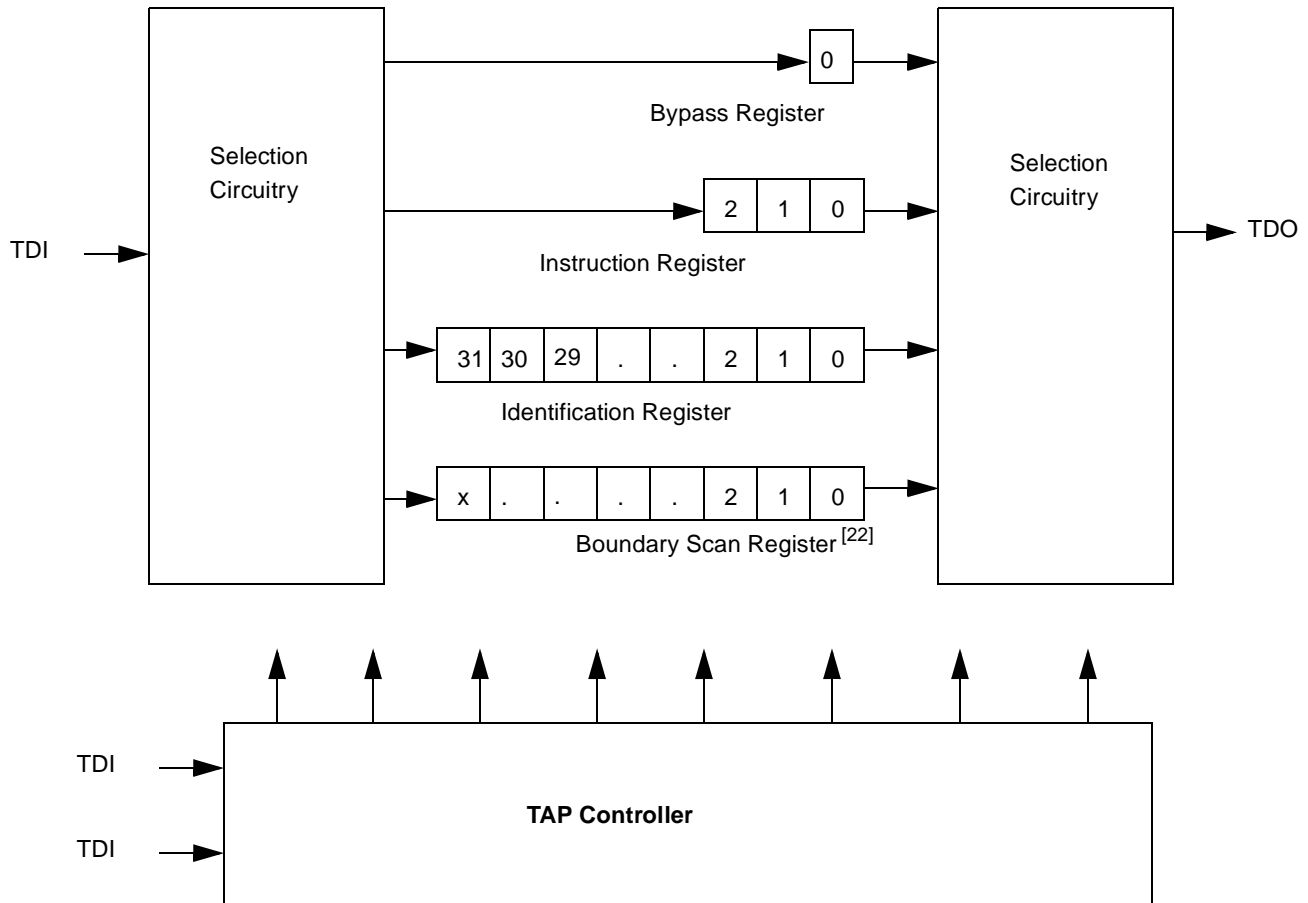 0
Bypass Register
Selection
Circuitry
Selection
Circuitry
2 1 0
TDI
TDO
Instruction Register
31 30 29 . . 2 1 0
Identification Register
x . . . . 2 1 0
Boundary Scan Register [22]
TDI
TAP Controller
TDI